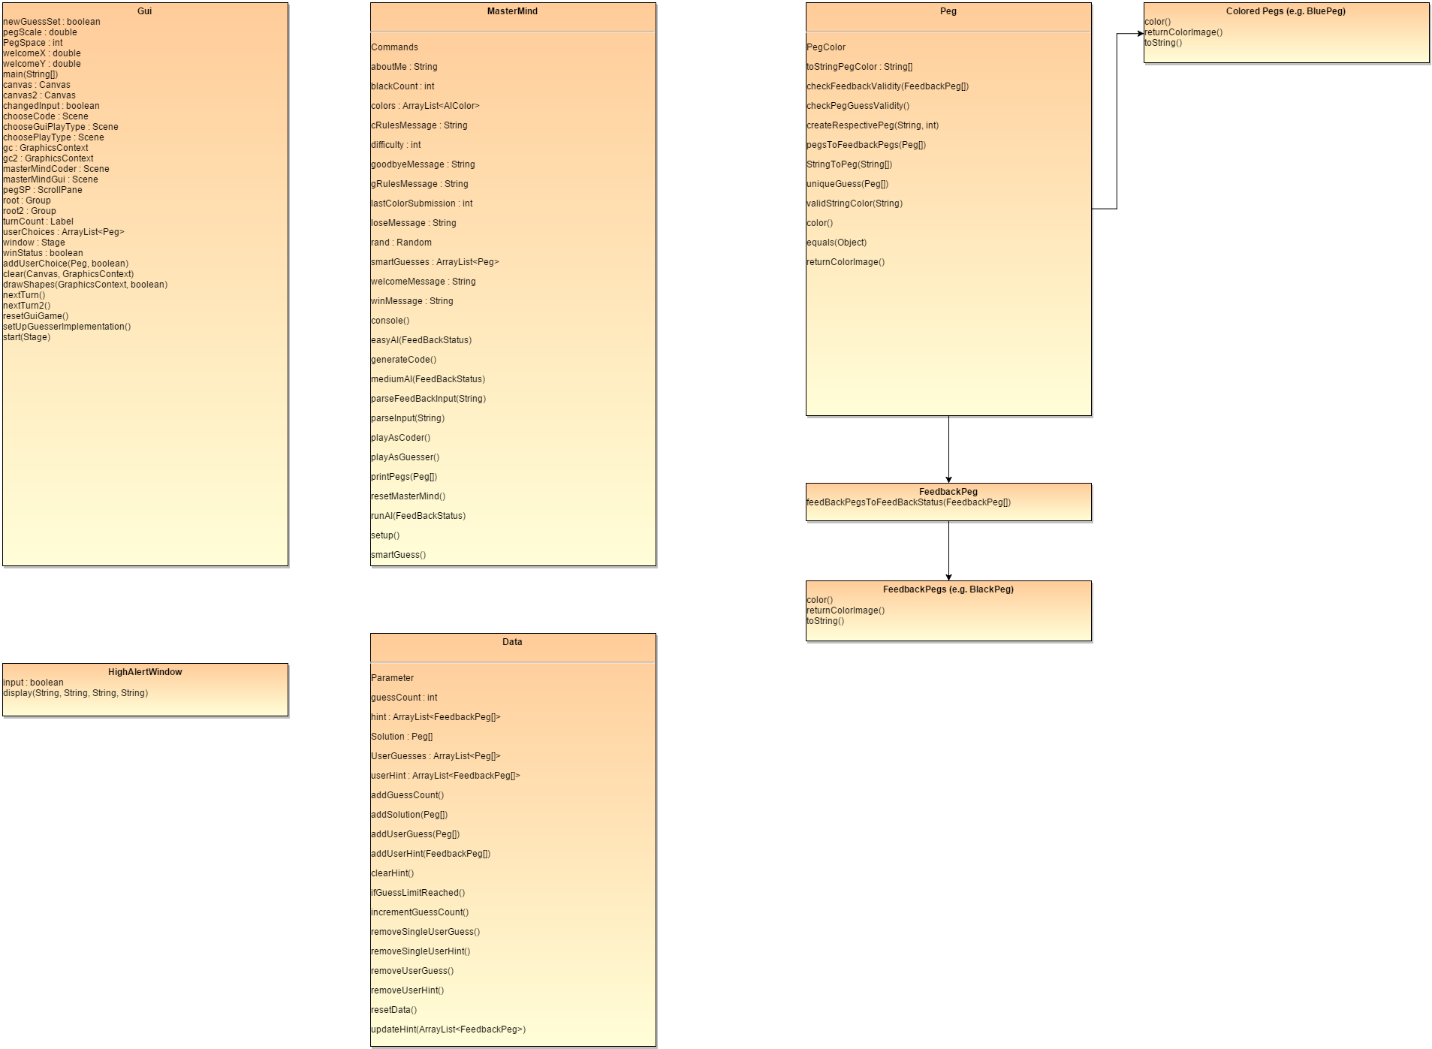 Gui
newGuessSet : boolean
pegScale : double
PegSpace : int
welcomeX : double
welcomeY : double
main(String[])
canvas : Canvas
canvas2 : Canvas
changedInput : boolean
chooseCode : Scene
chooseGuiPlayType : Scene
choosePlayType : Scene
gc : GraphicsContext
gc2 : GraphicsContext
masterMindCoder : Scene
masterMindGui : Scene
pegSP : ScrollPane
root : Group
root2 : Group
turnCount : Label
userChoices : ArrayList<Peg>
window : Stage
winStatus : boolean
addUserChoice(Peg, boolean)
clear(Canvas, GraphicsContext)
drawShapes(GraphicsContext, boolean)
nextTurn()
nextTurn2()
resetGuiGame()
setUpGuesserImplementation()
start(Stage)
MasterMind
Commands
aboutMe : String
blackCount : int
colors : ArrayList<AIColor>
cRulesMessage : String
difficulty : int
goodbyeMessage : String
gRulesMessage : String
lastColorSubmission : int
loseMessage : String
rand : Random
smartGuesses : ArrayList<Peg>
welcomeMessage : String
winMessage : String
console()
easyAI(FeedBackStatus)
generateCode()
mediumAI(FeedBackStatus)
parseFeedBackInput(String)
parseInput(String)
playAsCoder()
playAsGuesser()
printPegs(Peg[])
resetMasterMind()
runAI(FeedBackStatus)
setup()
smartGuess()
Peg
PegColor
toStringPegColor : String[]
checkFeedbackValidity(FeedbackPeg[])
checkPegGuessValidity()
createRespectivePeg(String, int)
pegsToFeedbackPegs(Peg[])
StringToPeg(String[])
uniqueGuess(Peg[])
validStringColor(String)
color()
equals(Object)
returnColorImage()
Colored Pegs (e.g. BluePeg)
color()
returnColorImage()
toString()
FeedbackPeg
feedBackPegsToFeedBackStatus(FeedbackPeg[])
FeedbackPegs (e.g. BlackPeg)
color()
returnColorImage()
toString()
HighAlertWindow
input : boolean
display(String, String, String, String)
Data
Parameter
guessCount : int
hint : ArrayList<FeedbackPeg[]>
Solution : Peg[]
UserGuesses : ArrayList<Peg[]>
userHint : ArrayList<FeedbackPeg[]>
addGuessCount()
addSolution(Peg[])
addUserGuess(Peg[])
addUserHint(FeedbackPeg[])
clearHint()
ifGuessLimitReached()
incrementGuessCount()
removeSingleUserGuess()
removeSingleUserHint()
removeUserGuess()
removeUserHint()
resetData()
updateHint(ArrayList<FeedbackPeg>)